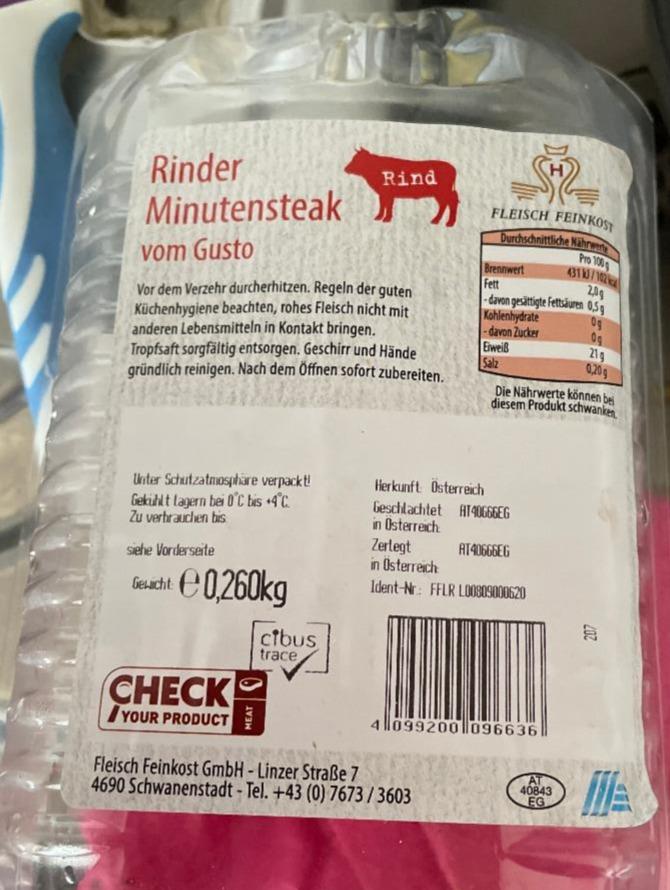 Rinder
Minutensteak
vom Gusto
Rind
H
FLEISCH FEINKOST
Vor dem Verzehr durcherhitzen. Regeln der guten
Küchenhygiene beachten, rohes Fleisch nicht mit
anderen Lebensmitteln in Kontakt bringen.
Tropfsaft sorgfältig entsorgen. Geschirr und Hände
gründlich reinigen. Nach dem Öffnen sofort zubereiten.
Durchschnittliche Nährwerte
Pro 100 g
Brennwert 431 kJ / 102 kcal
Fett 2,0 g
- davon gesättigte Fettsäuren 0,5 g
Kohlenhydrate 0 g
- davon Zucker 0 g
Eiweiß 21 g
Salz 0,20 g
Die Nährwerte können bei
diesem Produkt schwanken.
Unter Schutzatmosphäre verpackt!
Gekühlt lagern bei 0°C bis +4°C.
Zu verbrauchen bis
siehe Vorderseite
Gewicht: e 0,260kg
Herkunft: Österreich
Geschlachtet AT40666EG
in Österreich:
Zerlegt AT40666EG
in Österreich:
Ident-Nr.: FFLR L00809000620
cibus
trace
CHECK
YOUR PRODUCT
MEAT
207
4 099200 096636
Fleisch Feinkost GmbH - Linzer Straße 7
4690 Schwanenstadt - Tel. +43 (0) 7673 / 3603
AT
40843
EG